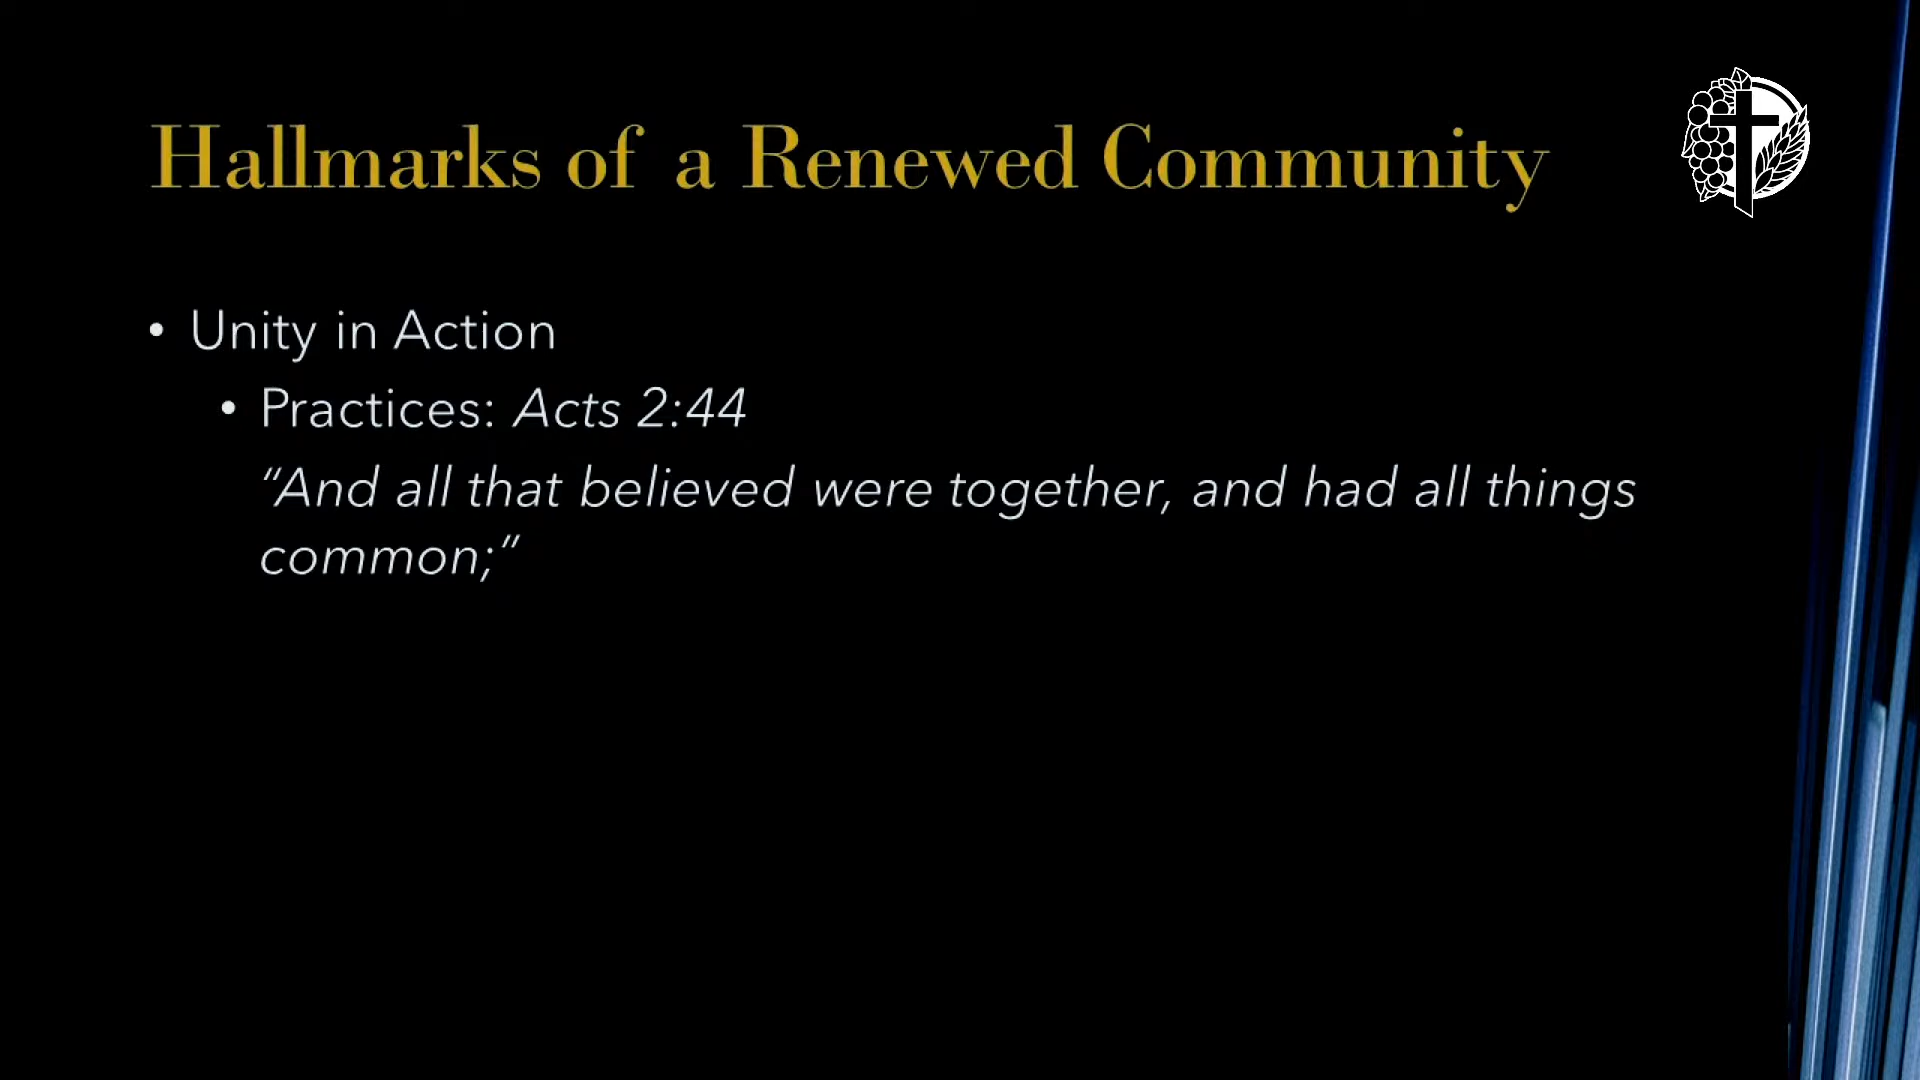 Hallmarks of a Renewed Community
• Unity in Action
• Practices: Acts 2:44
“And all that believed were together, and had all things
common;”